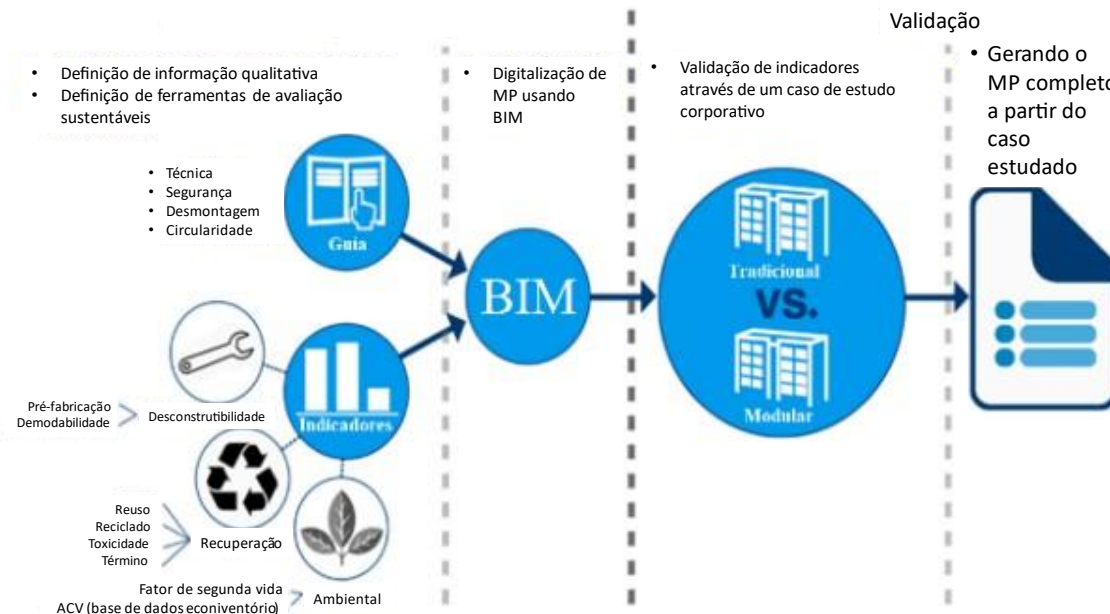 Validação
• Definição de informação qualitativa
• Definição de ferramentas de avaliação
sustentáveis
• Digitalização de
MP usando
BIM
• Validação de indicadores
através de um caso de estudo
corporativo
• Gerando o
MP completo
a partir do
caso
estudado
• Técnica
• Segurança
• Desmontagem
• Circularidade
Guia
BIM
Tradicional
VS.
Modular
Indicadores
Pré-fabricação
Demodabilidade
Desconstrutibilidade
Reuso
Reciclado
Toxicidade
Término
Recuperação
Fator de segunda vida
ACV (base de dados econiventório)
Ambiental